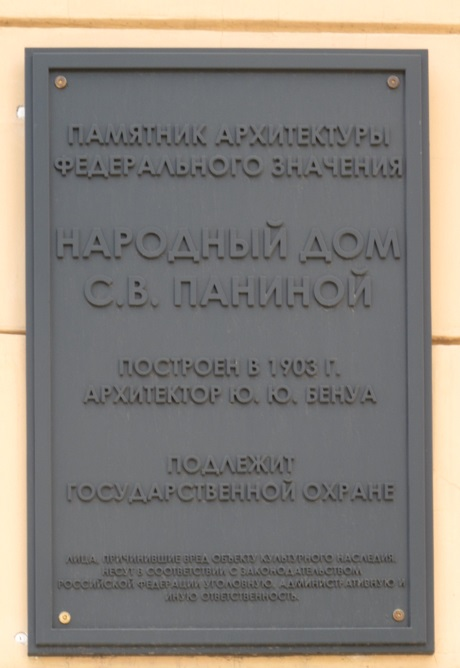 ПАМЯТНИК АРХИТЕКТУРЫ
ФЕДЕРАЛЬНОГО ЗНАЧЕНИЯ
НАРОДНЫЙ ДОМ
С.В. ПАНИНОЙ
ПОСТРОЕН В 1903 Г.
АРХИТЕКТОР Ю. Ю. БЕНУА
ПОДЛЕЖИТ
ГОСУДАРСТВЕННОЙ ОХРАНЕ
ЛИЦА, ПРИЧИНИВШИЕ ВРЕД ОБЪЕКТУ КУЛЬТУРНОГО НАСЛЕДИЯ,
НЕСУТ В СООТВЕТСТВИИ С ЗАКОНОДАТЕЛЬСТВОМ
РОССИЙСКОЙ ФЕДЕРАЦИИ УГОЛОВНУЮ, АДМИНИСТРАТИВНУЮ И
ИНУЮ ОТВЕТСТВЕННОСТЬ.